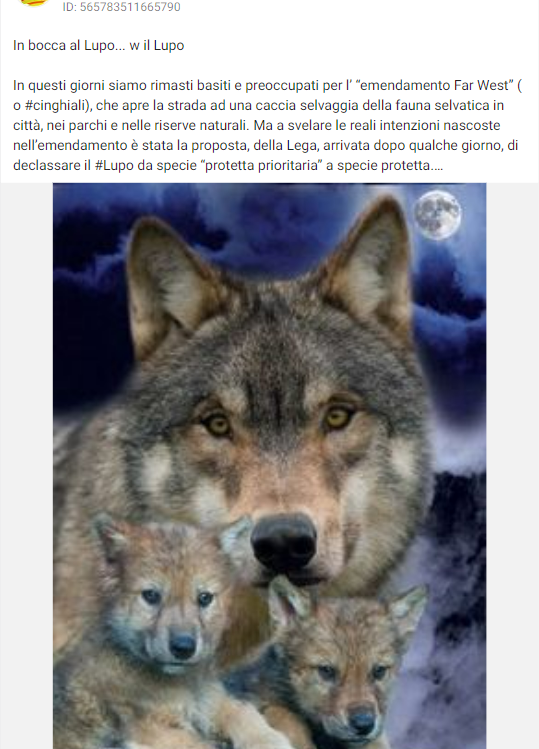 ID: 565783511665790
In bocca al Lupo... w il Lupo
In questi giorni siamo rimasti basiti e preoccupati per l' “emendamento Far West” (
o #cinghiali), che apre la strada ad una caccia selvaggia della fauna selvatica in
città, nei parchi e nelle riserve naturali. Ma a svelare le reali intenzioni nascoste
nell'emendamento è stata la proposta, della Lega, arrivata dopo qualche giorno, di
declassare il #Lupo da specie “protetta prioritaria” a specie protetta....